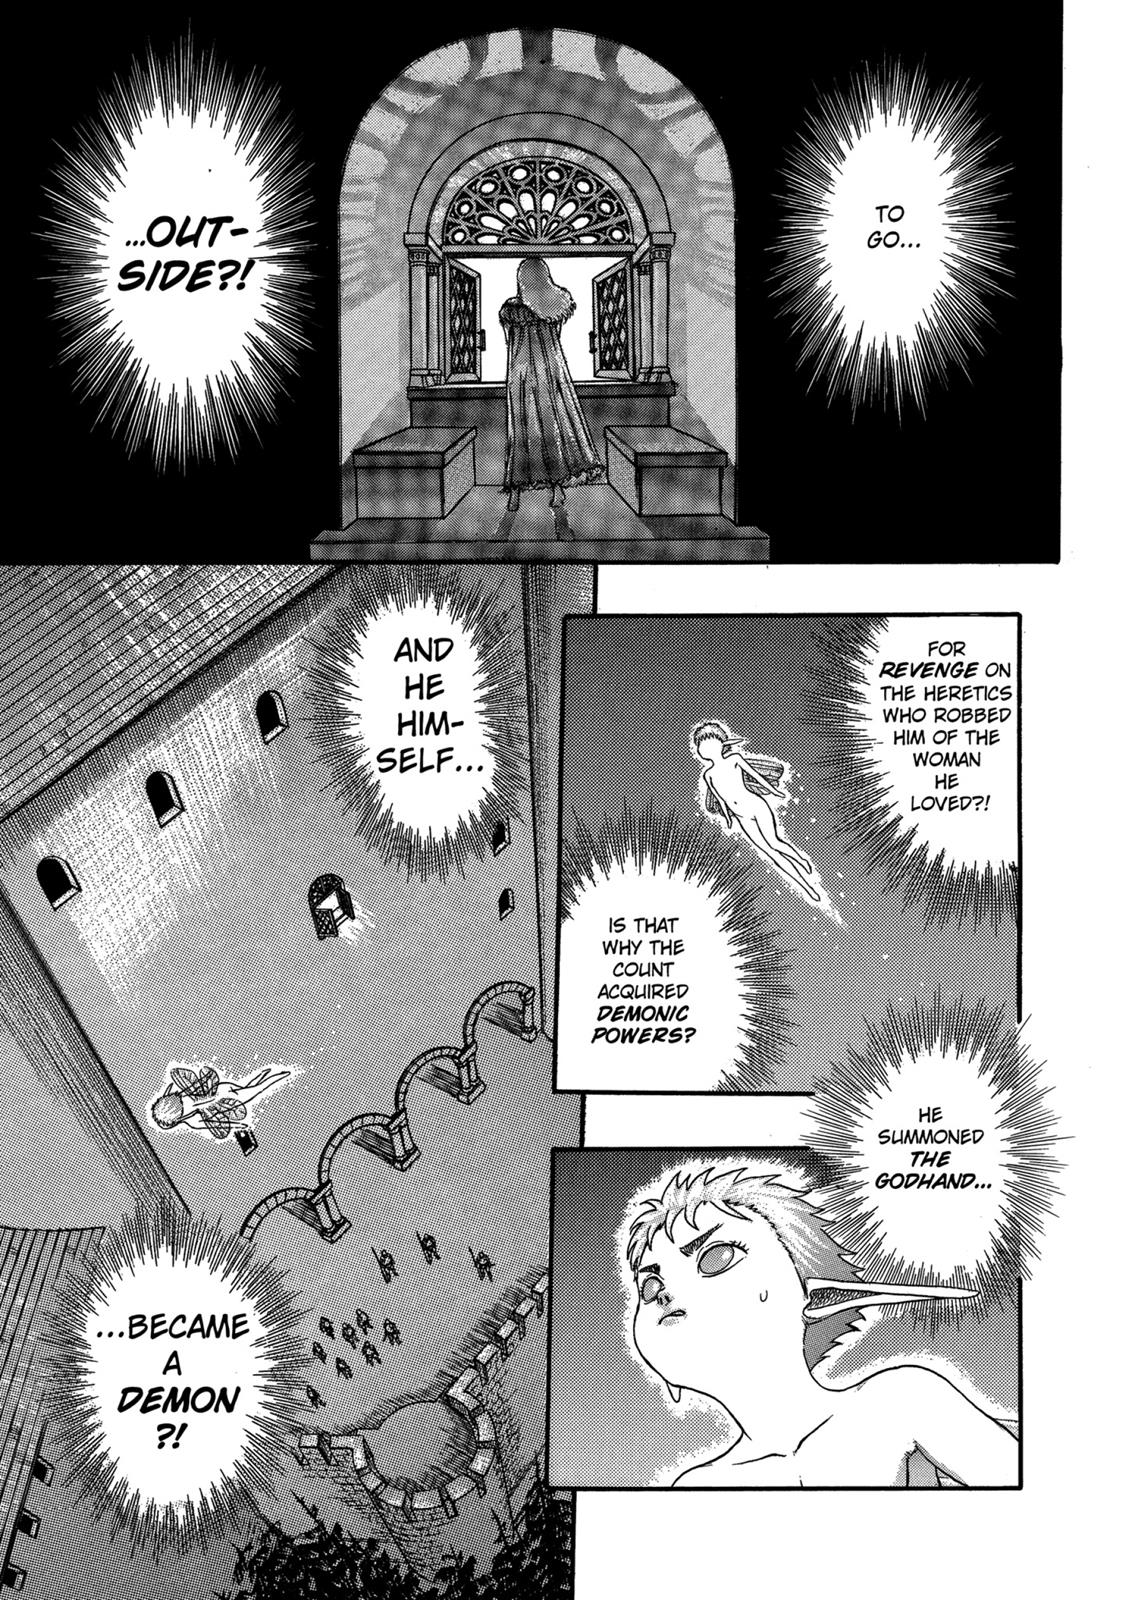 TO
GO...
...OUT-
SIDE?!
FOR
REVENGE ON
THE HERETICS
WHO ROBBED
HIM OF THE
WOMAN
HE
LOVED?!
IS THAT
WHY THE
COUNT
ACQUIRED
DEMONIC
POWERS?
HE
SUMMONED
THE
GODHAND...
AND
HE
HIM-
SELF...
...BECAME
A
DEMON
?!